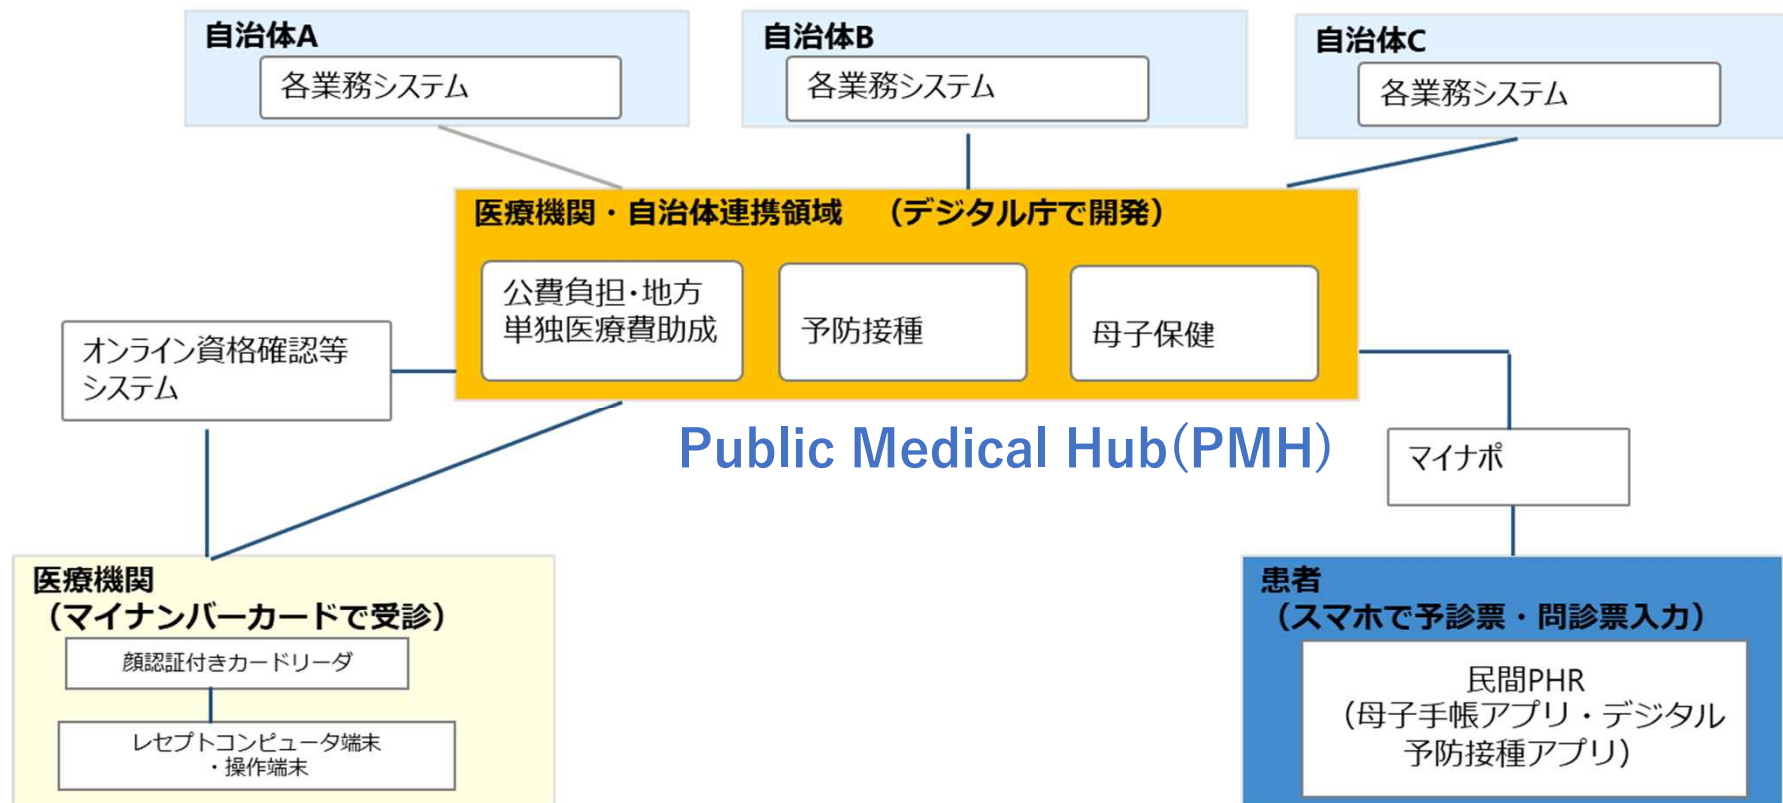 自治体A
各業務システム
自治体B
各業務システム
自治体C
各業務システム
医療機関・自治体連携領域　（デジタル庁で開発）
公費負担・地方
単独医療費助成
予防接種
母子保健
オンライン資格確認等
システム
Public Medical Hub(PMH)
マイナポ
医療機関
（マイナンバーカードで受診）
顔認証付きカードリーダ
レセプトコンピュータ端末
・操作端末
患者
（スマホで予診票・問診票入力）
民間PHR
（母子手帳アプリ・デジタル
予防接種アプリ）